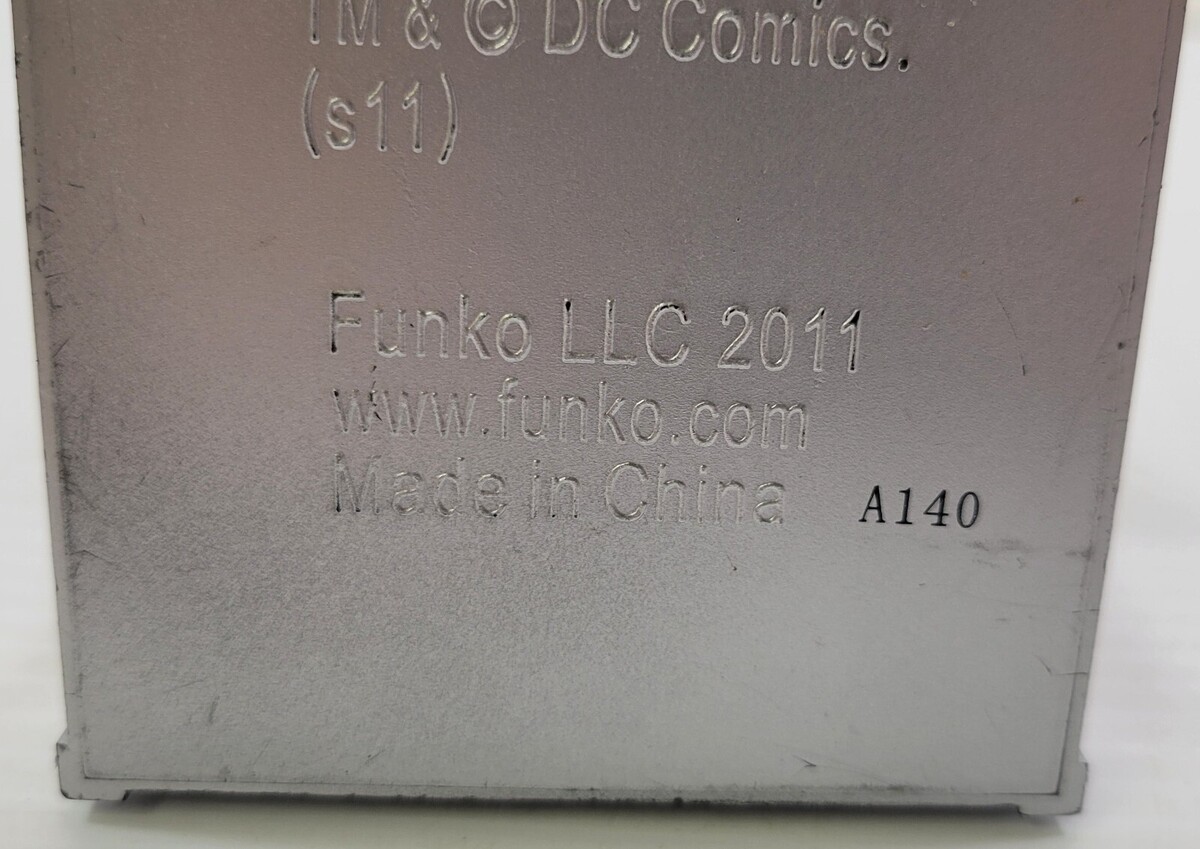 TM & © DC Comics.
(s11)
Funko LLC 2011
www.funko.com
Made in China A140